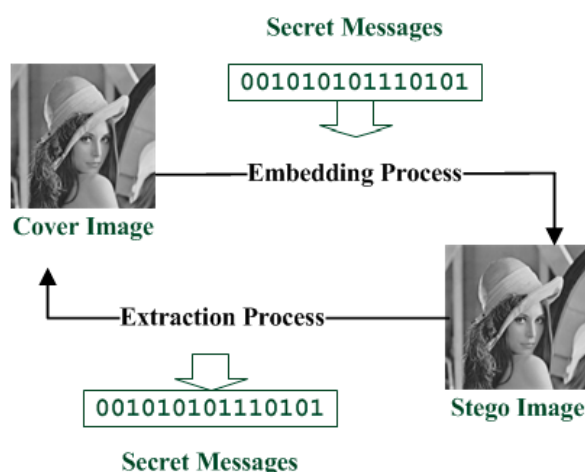 Secret Messages
001010101110101
Embedding Process
Cover Image
Extraction Process
001010101110101
Stego Image
Secret Messages